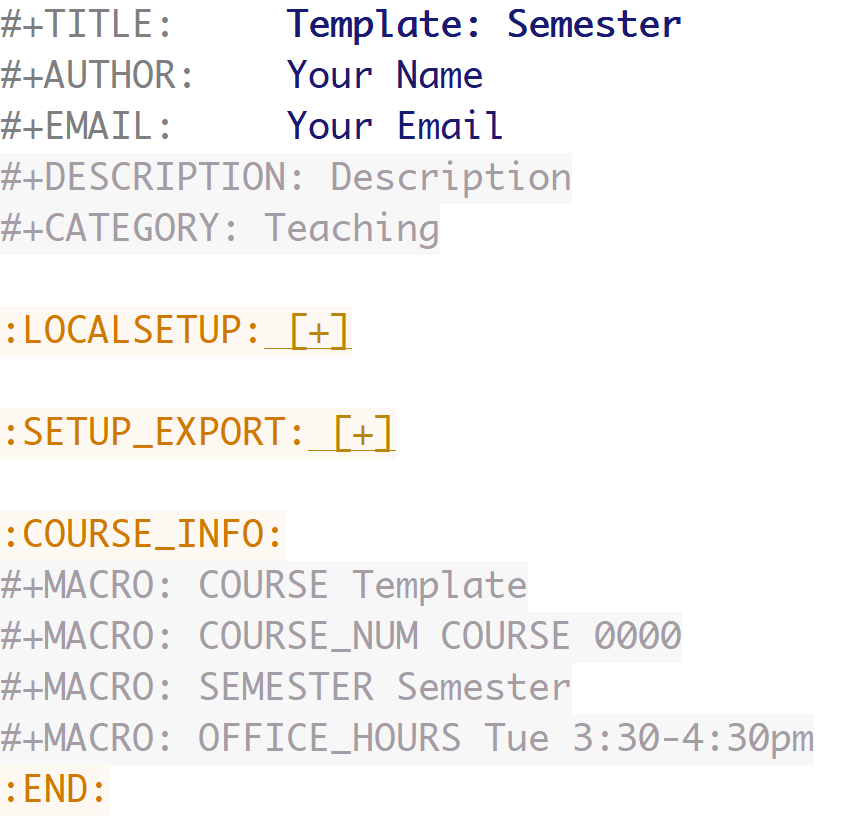 #+TITLE:     Template: Semester
#+AUTHOR:    Your Name
#+EMAIL:     Your Email
#+DESCRIPTION: Description
#+CATEGORY: Teaching
:LOCALSETUP: [+]
:SETUP_EXPORT: [+]
:COURSE_INFO:
#+MACRO: COURSE Template
#+MACRO: COURSE_NUM COURSE 0000
#+MACRO: SEMESTER Semester
#+MACRO: OFFICE_HOURS Tue 3:30-4:30pm
:END: